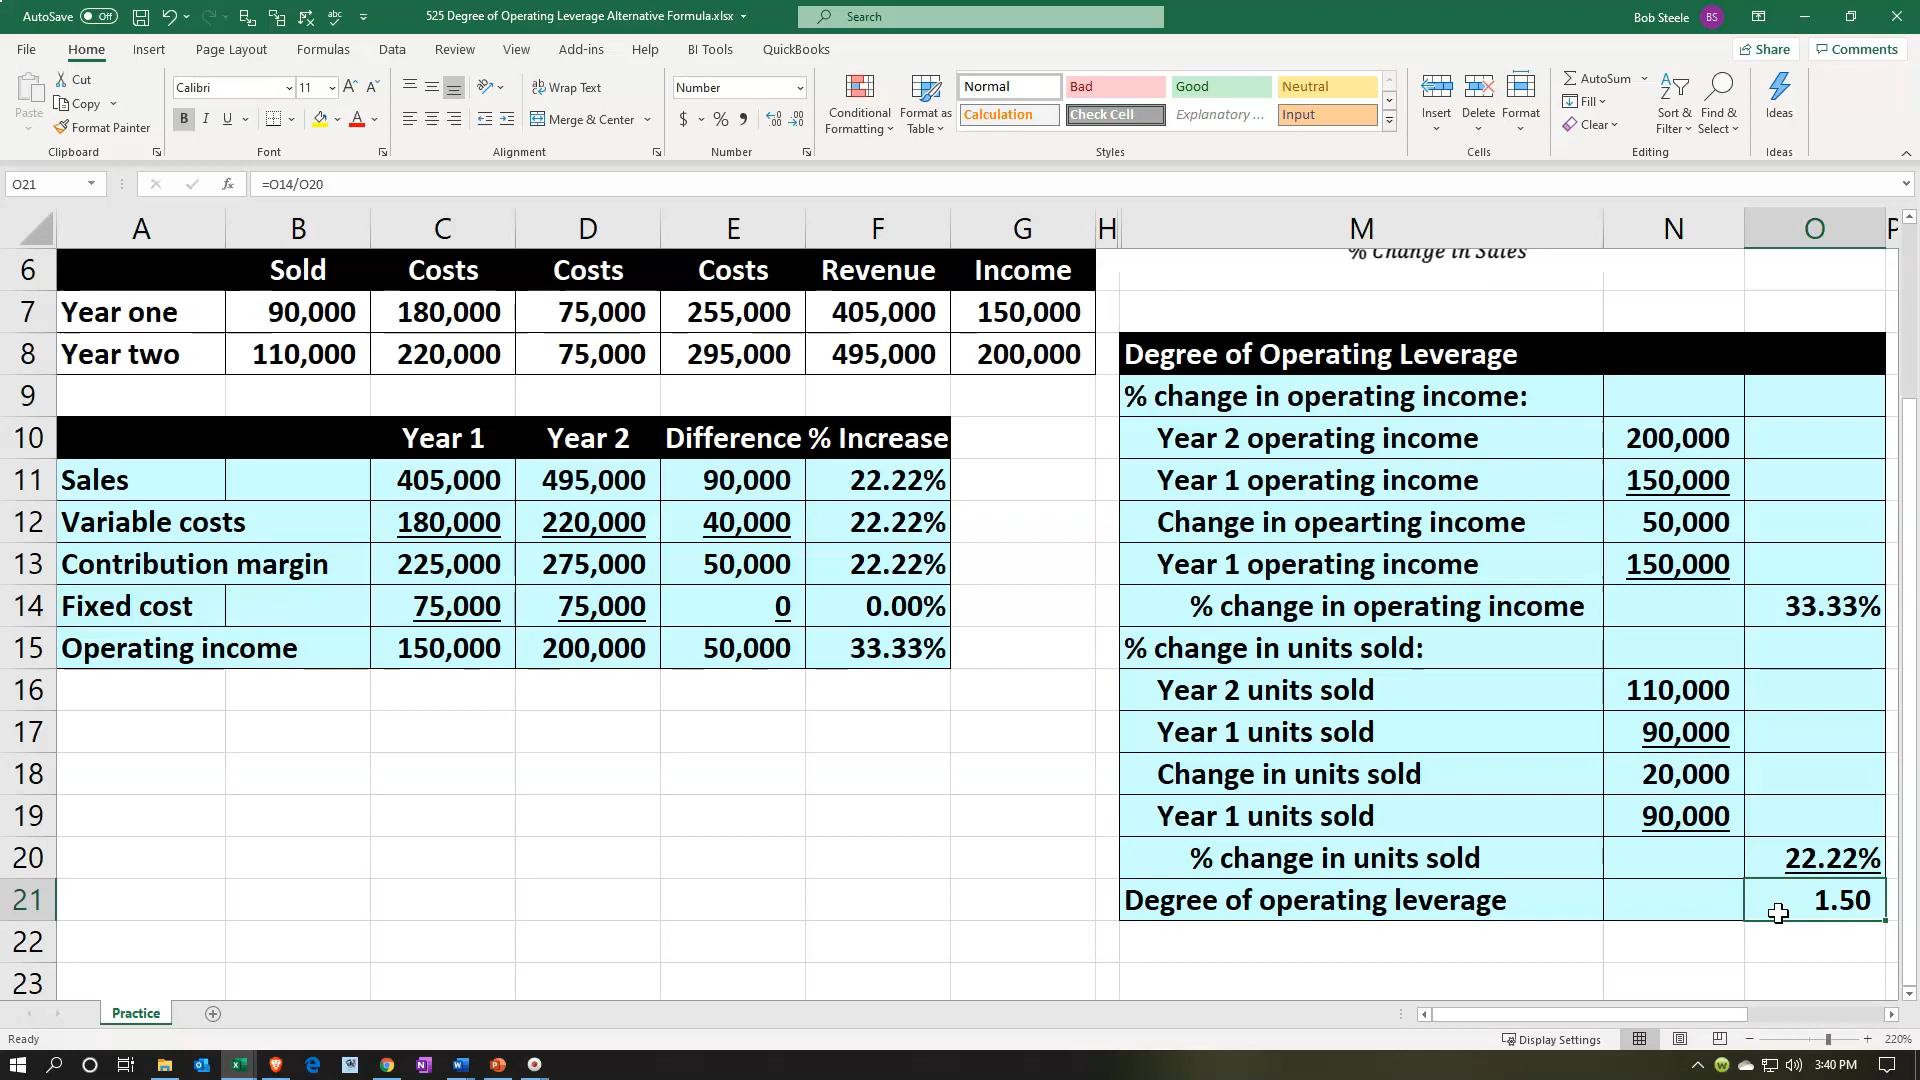 AutoSave Off 525 Degree of Operating Leverage Alternative Formula.xlsx Search Bob Steele BS
File Home Insert Page Layout Formulas Data Review View Add-ins Help BI Tools QuickBooks Share Comments
Paste Cut Copy Format Painter Clipboard
Calibri 11 B I U A Font
Wrap Text Merge & Center Alignment
Number $ % Number
Conditional Formatting Format as Table
Normal Bad Good Neutral
Calculation Check Cell Explanatory ... Input
Styles
Insert Delete Format Cells
AutoSum Fill Clear Sort & Filter Find & Select Editing
Ideas Ideas
O21 fx =O14/O20
A B C D E F G H M N O P
6 Sold Costs Costs Costs Revenue Income % Change in Sales
7 Year one 90,000 180,000 75,000 255,000 405,000 150,000
8 Year two 110,000 220,000 75,000 295,000 495,000 200,000 Degree of Operating Leverage
9 % change in operating income:
10 Year 1 Year 2 Difference % Increase Year 2 operating income 200,000
11 Sales 405,000 495,000 90,000 22.22% Year 1 operating income 150,000
12 Variable costs 180,000 220,000 40,000 22.22% Change in opearting income 50,000
13 Contribution margin 225,000 275,000 50,000 22.22% Year 1 operating income 150,000
14 Fixed cost 75,000 75,000 0 0.00% % change in operating income 33.33%
15 Operating income 150,000 200,000 50,000 33.33% % change in units sold:
16 Year 2 units sold 110,000
17 Year 1 units sold 90,000
18 Change in units sold 20,000
19 Year 1 units sold 90,000
20 % change in units sold 22.22%
21 Degree of operating leverage 1.50
22
23
Practice
Ready Display Settings 220%
3:40 PM